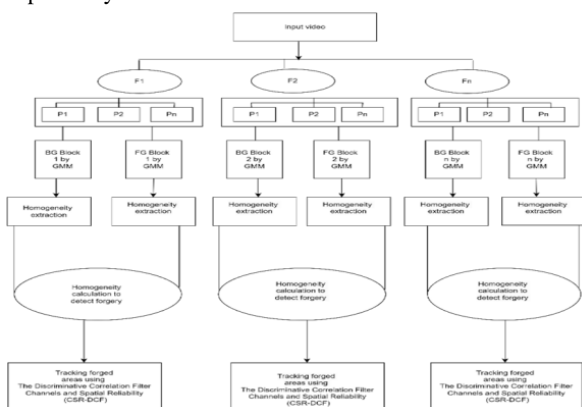 Input video
F1
F2
Fn
P1
P2
Pn
P1
P2
Pn
P1
P2
Pn
BG Block
1 by
GMM
FG Block
1 by
GMM
BG Block
2 by
GMM
FG Block
2 by
GMM
BG Block
n by
GMM
FG Block
n by
GMM
Homogeneity
extraction
Homogeneity
extraction
Homogeneity
extraction
Homogeneity
extraction
Homogeneity
extraction
Homogeneity
extraction
Homogeneity
calculation to
detect forgery
Homogeneity
calculation to
detect forgery
Homogeneity
calculation to
detect forgery
Tracking forged
areas using
The Discriminative Correlation Filter
Channels and Spatial Reliability
(CSR-DCF)
Tracking forged
areas using
The Discriminative Correlation Filter
Channels and Spatial Reliability
(CSR-DCF)
Tracking forged
areas using
The Discriminative Correlation Filter
Channels and Spatial Reliability
(CSR-DCF)